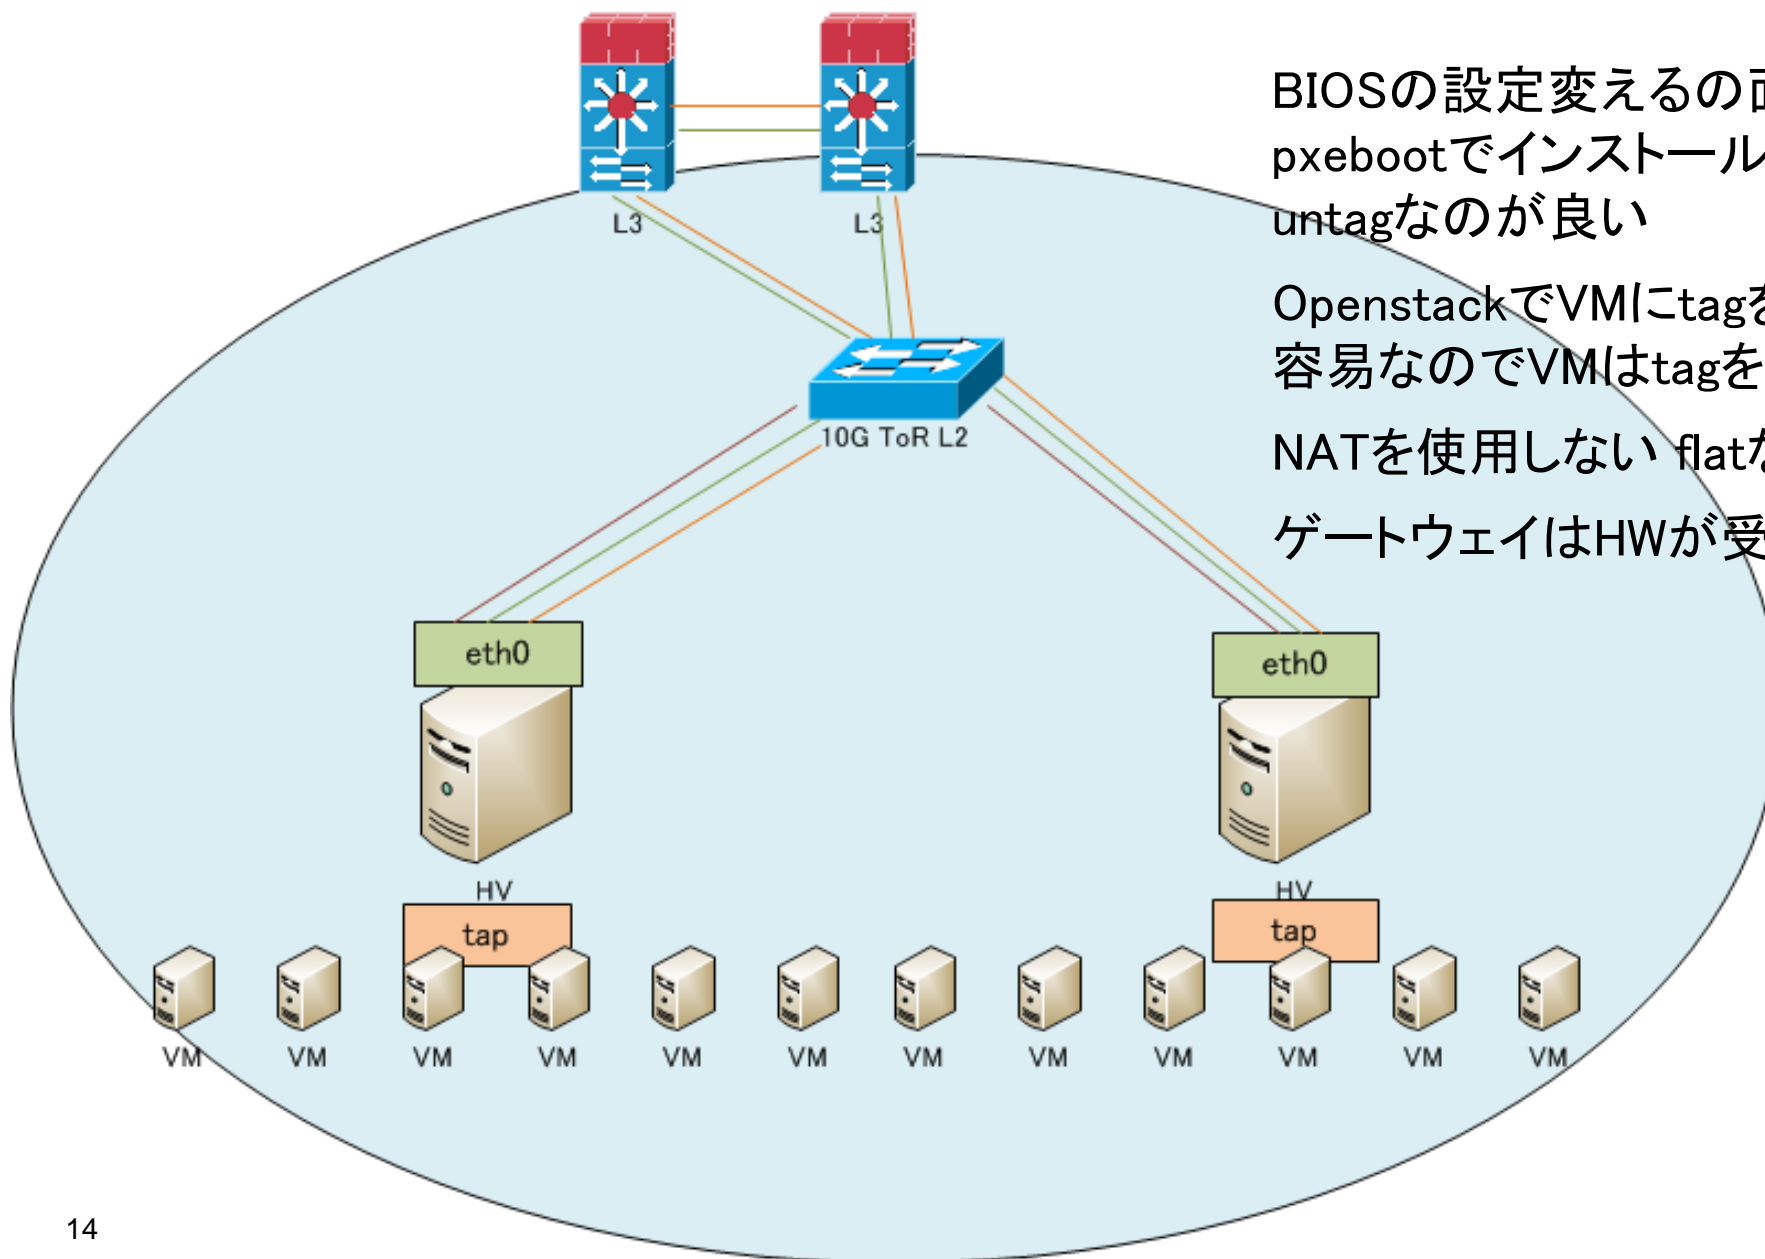 BIOSの設定変えるの
pxebootでインストール
untagなのが良い
OpenstackでVMにtag
容易なのでVMはtagを
NATを使用しない flat
ゲートウェイはHWが受
L3 L3
10G ToR L2
eth0 eth0
HV HV
tap tap
VM VM VM VM VM VM VM VM VM VM VM VM
14